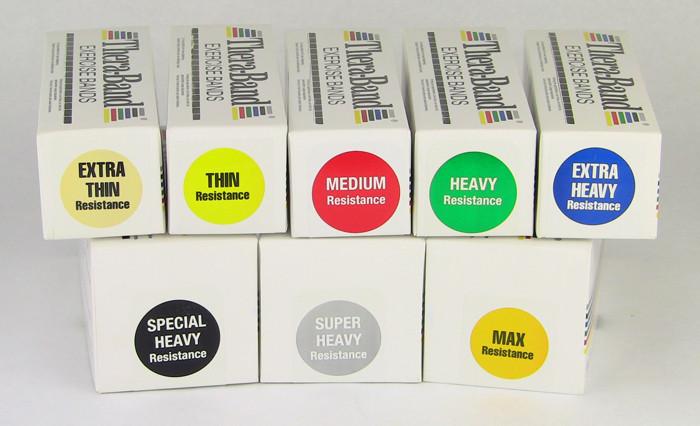 Thera-Band
EXERCISE BANDS
Thera-Band
EXERCISE BANDS
Thera-Band
EXERCISE BANDS
Thera-Band
EXERCISE BANDS
Thera-Band
EXERCISE BANDS
EXTRA
THIN
Resistance
THIN
Resistance
MEDIUM
Resistance
HEAVY
Resistance
EXTRA
HEAVY
Resistance
SPECIAL
HEAVY
Resistance
SUPER
HEAVY
Resistance
MAX
Resistance